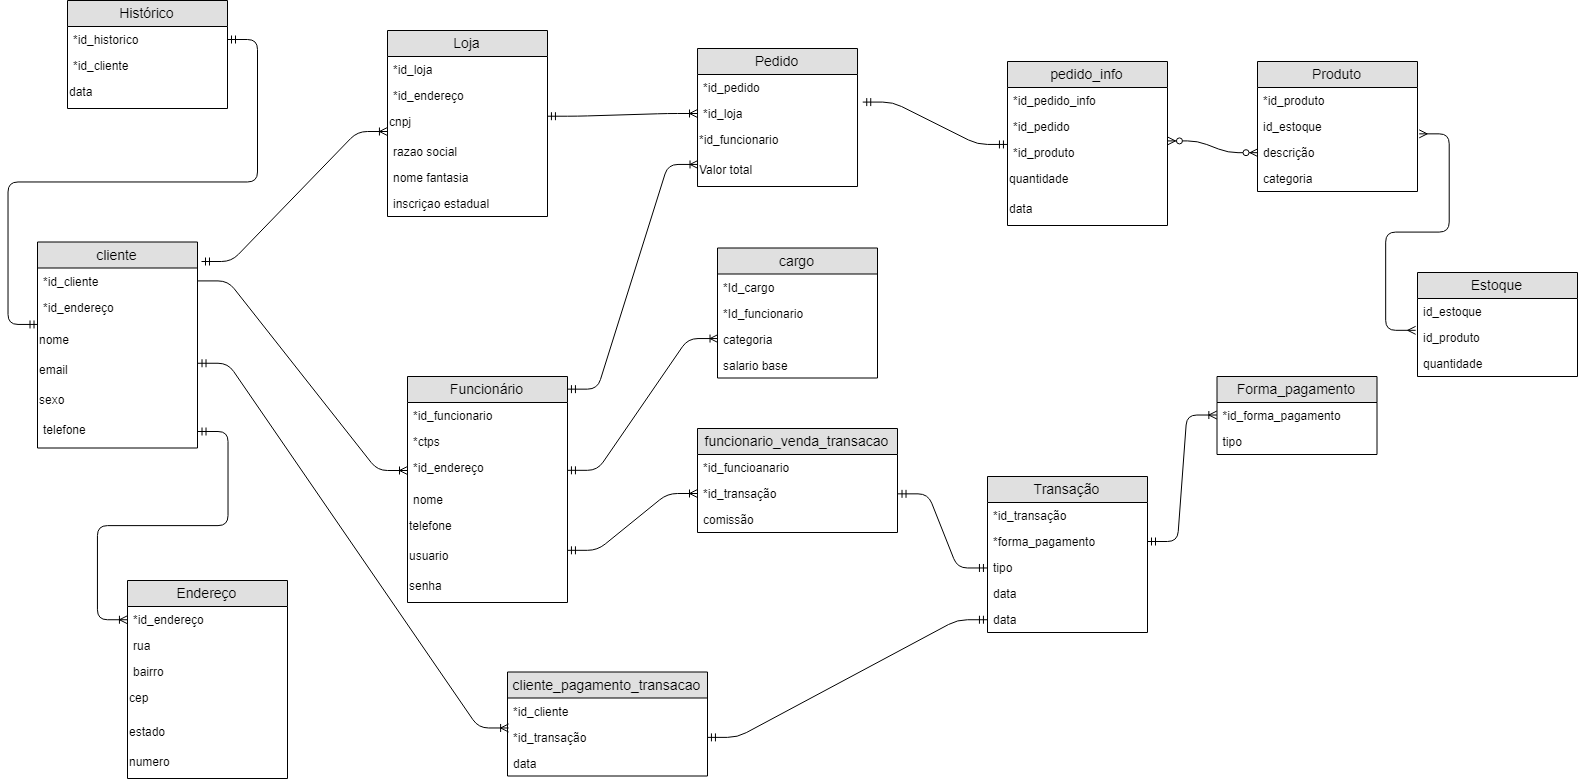 Histórico
*id_historico
*id_cliente
data
Loja
*id_loja
*id_endereço
cnpj
razao social
nome fantasia
inscriçao estadual
Pedido
*id_pedido
*id_loja
*id_funcionario
Valor total
pedido_info
*id_pedido_info
*id_pedido
*id_produto
quantidade
data
Produto
*id_produto
id_estoque
descrição
categoria
cliente
*id_cliente
*id_endereço
nome
email
sexo
telefone
cargo
*Id_cargo
*Id_funcionario
categoria
salario base
Estoque
id_estoque
id_produto
quantidade
Funcionário
*id_funcionario
*ctps
*id_endereço
nome
telefone
usuario
senha
funcionario_venda_transacao
*id_funcioanario
*id_transação
comissão
Forma_pagamento
*id_forma_pagamento
tipo
Transação
*id_transação
*forma_pagamento
tipo
data
data
Endereço
*id_endereço
rua
bairro
cep
estado
numero
cliente_pagamento_transacao
*id_cliente
*id_transação
data